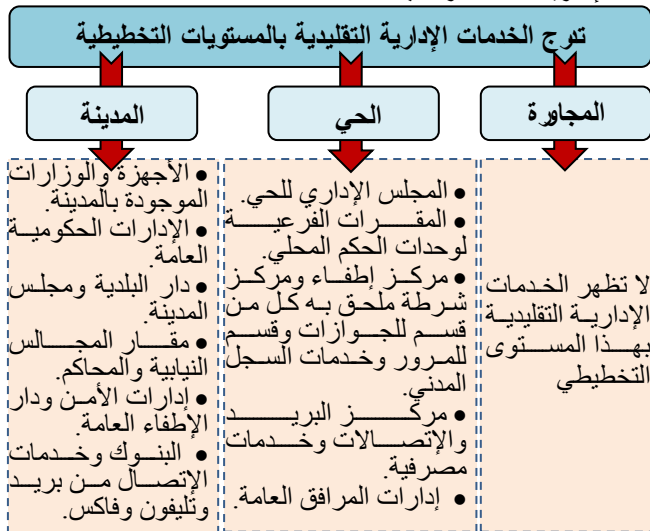 تدرج الخدمات الإدارية التقليدية بالمستويات التخطيطية
المجاورة
لا تظهر الخدمات
الإدارية التقليدية
بهذا المستوى
التخطيطي
الحي
• المجلس الإداري للحي.
• المقرات الفرعية
لوحدات الحكم المحلي.
• مركز إطفاء ومركز
شرطة ملحق به كل من
قسم للجوازات وقسم
للمرور وخدمات السجل
المدني.
• مركز البريد
والإتصالات وخدمات
مصرفية.
• إدارات المرافق العامة.
المدينة
• الأجهزة والوزارات
الموجودة بالمدينة.
• الإدارات الحكومية
العامة.
• دار البلدية ومجلس
المدينة.
• مقار المجالس
النيابية والمحاكم.
• إدارات الأمن ودار
الإطفاء العامة.
• البنوك وخدمات
الإتصال من بريد
وتليفون وفاكس.